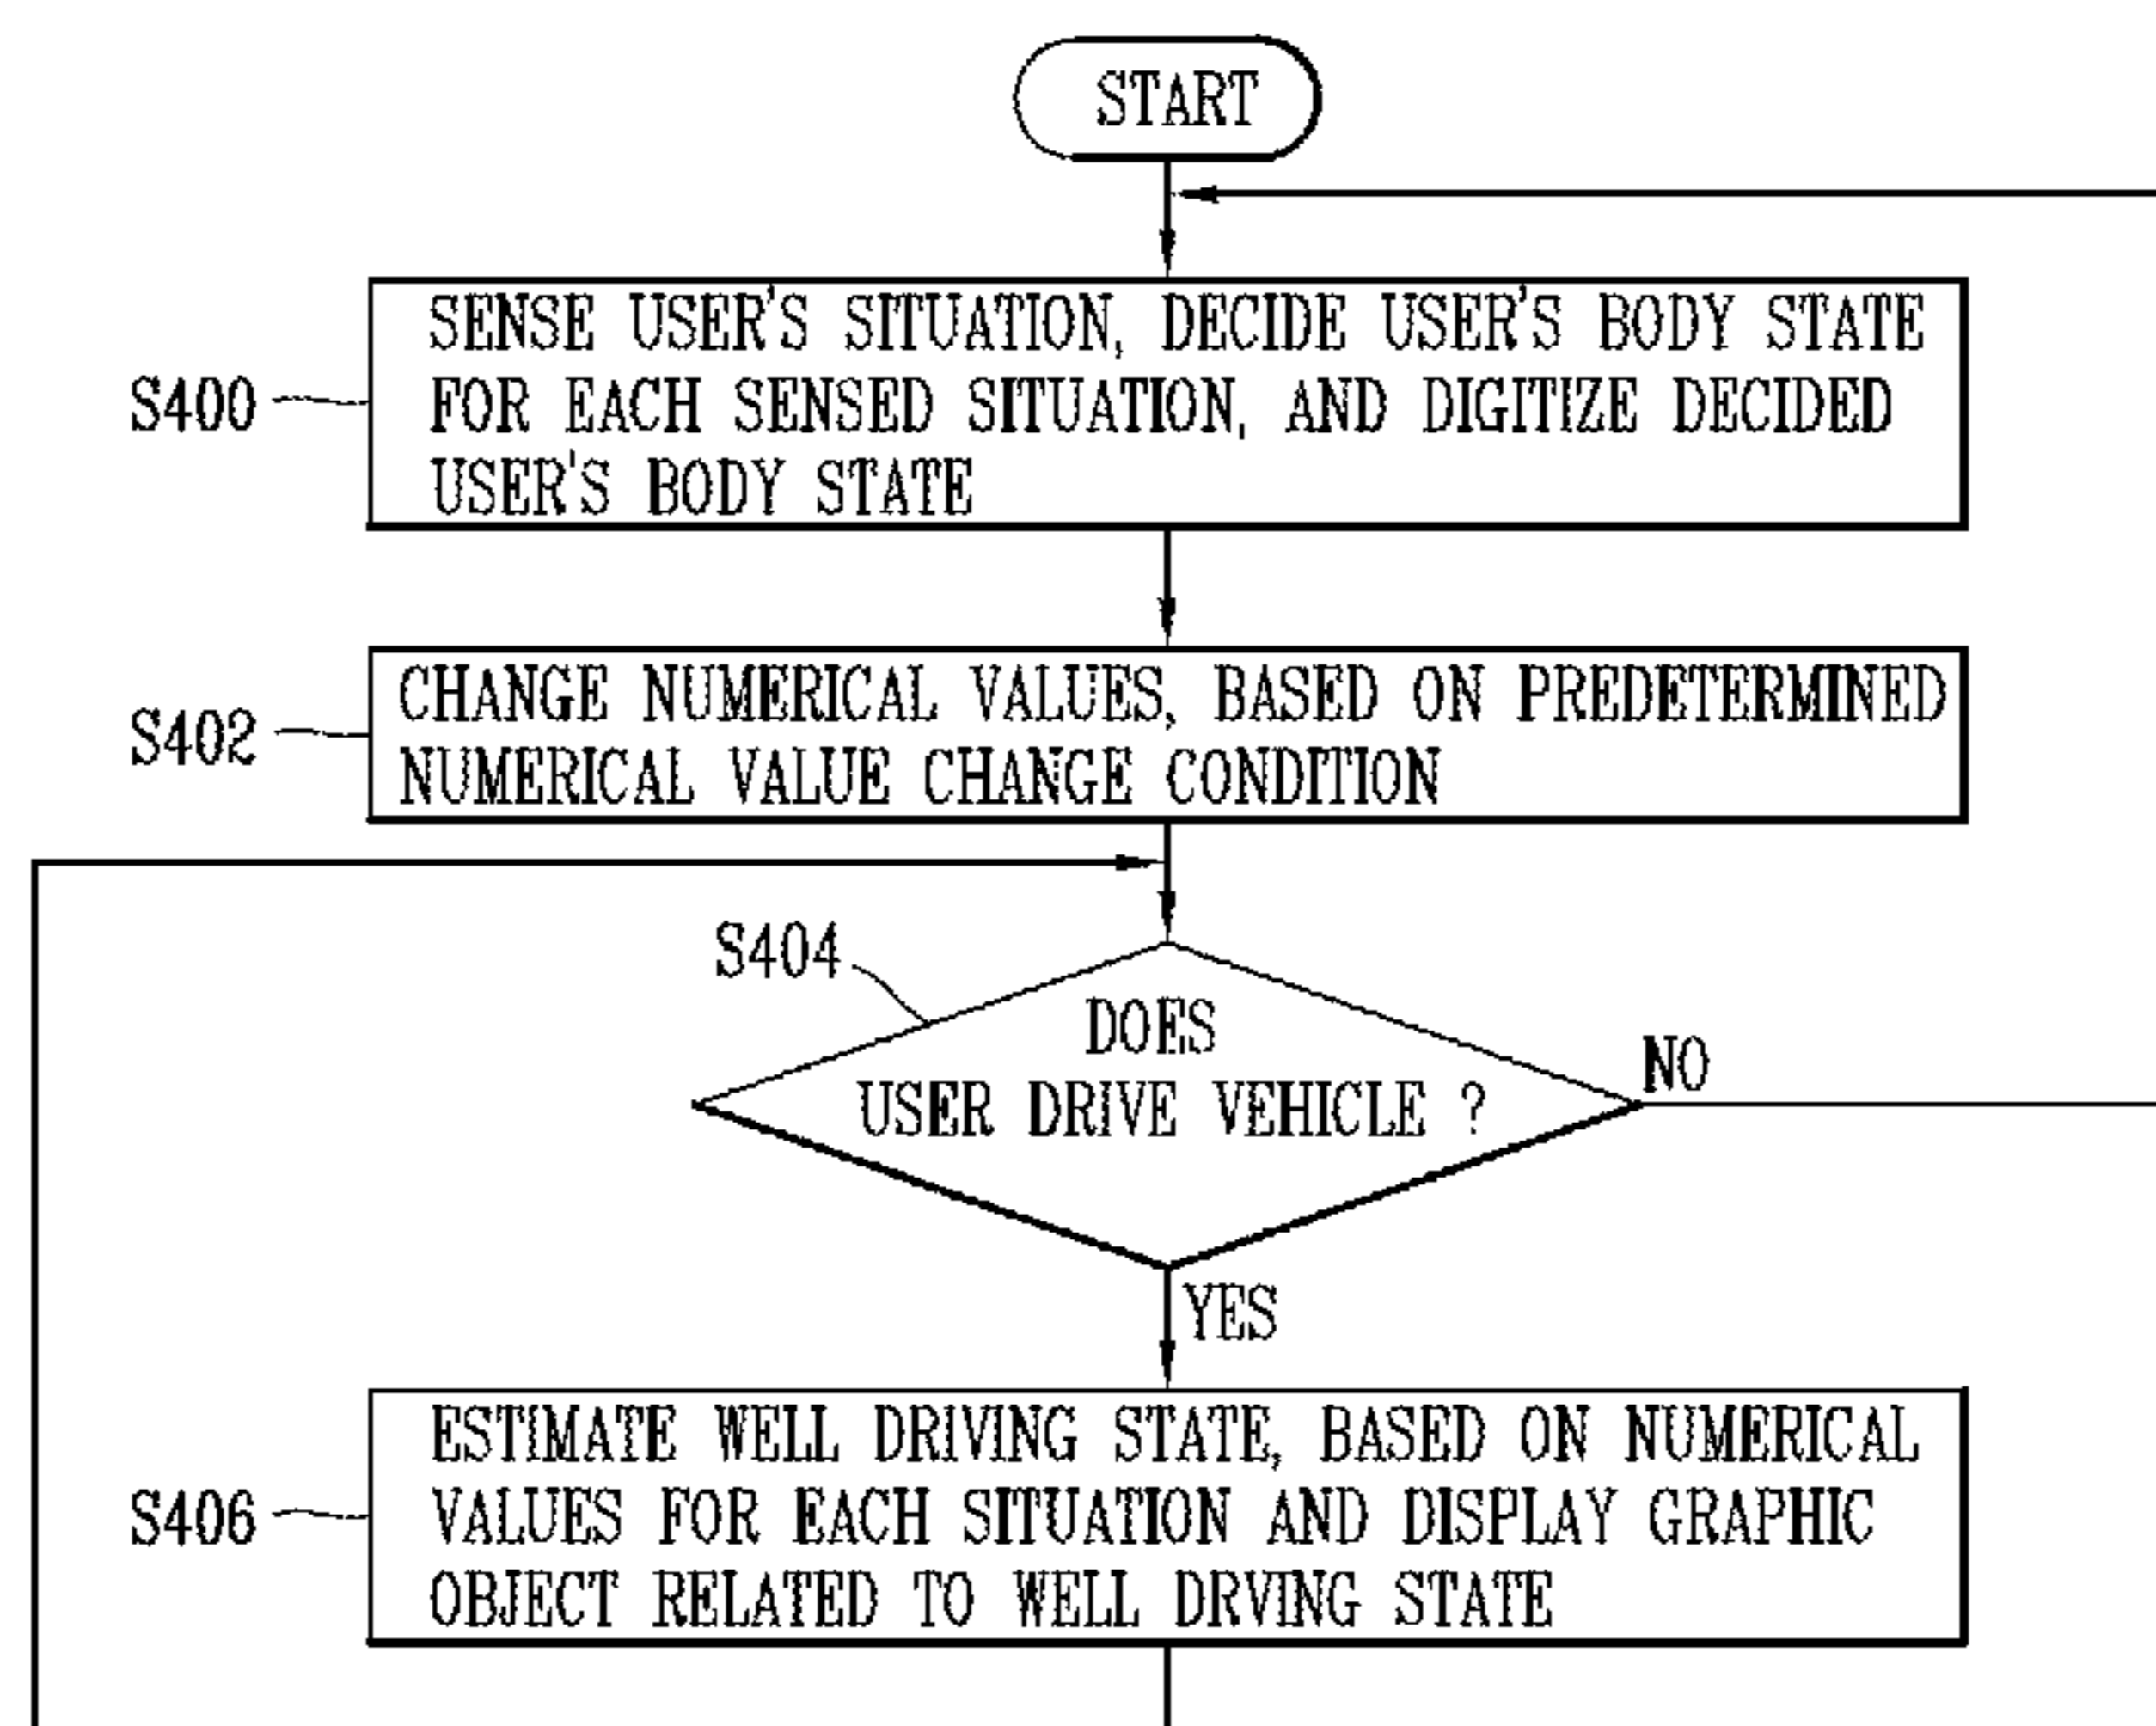 START
SENSE USER'S SITUATION, DECIDE USER'S BODY STATE
FOR EACH SENSED SITUATION, AND DIGITIZE DECIDED
USER'S BODY STATE
S400
CHANGE NUMERICAL VALUES, BASED ON PREDETERMINED
NUMERICAL VALUE CHANGE CONDITION
S402
S404
DOES
USER DRIVE VEHICLE ?
NO
YES
ESTIMATE WELL DRIVING STATE, BASED ON NUMERICAL
VALUES FOR EACH SITUATION AND DISPLAY GRAPHIC
OBJECT RELATED TO WELL DRVING STATE
S406